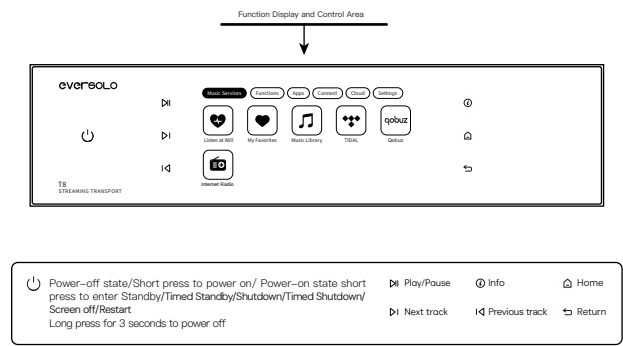 Function Display and Control Area
eversolo
Music Services Functions Apps Connect Cloud Settings
qobuz
Listen at Will My Favorites Music Library TIDAL Qobuz
Internet Radio
T8
STREAMING TRANSPORT
Power-off state/Short press to power on/ Power-on state short
press to enter Standby/Timed Standby/Shutdown/Timed Shutdown/
Screen off/Restart
Long press for 3 seconds to power off
Play/Pause Info Home
Next track Previous track Return